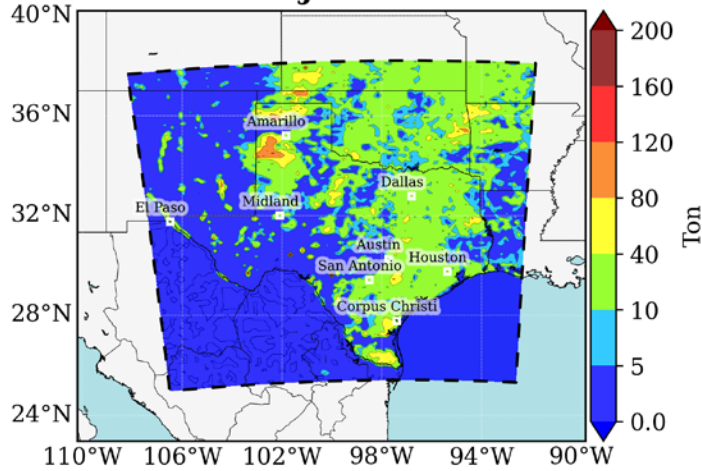 40°N
36°N
32°N
28°N
24°N
110°W 106°W 102°W 98°W 94°W 90°W
Amarillo
Dallas
Midland
El Paso
Austin
Houston
San Antonio
Corpus Christi
200
160
120
80
40
10
5
0.0
Ton